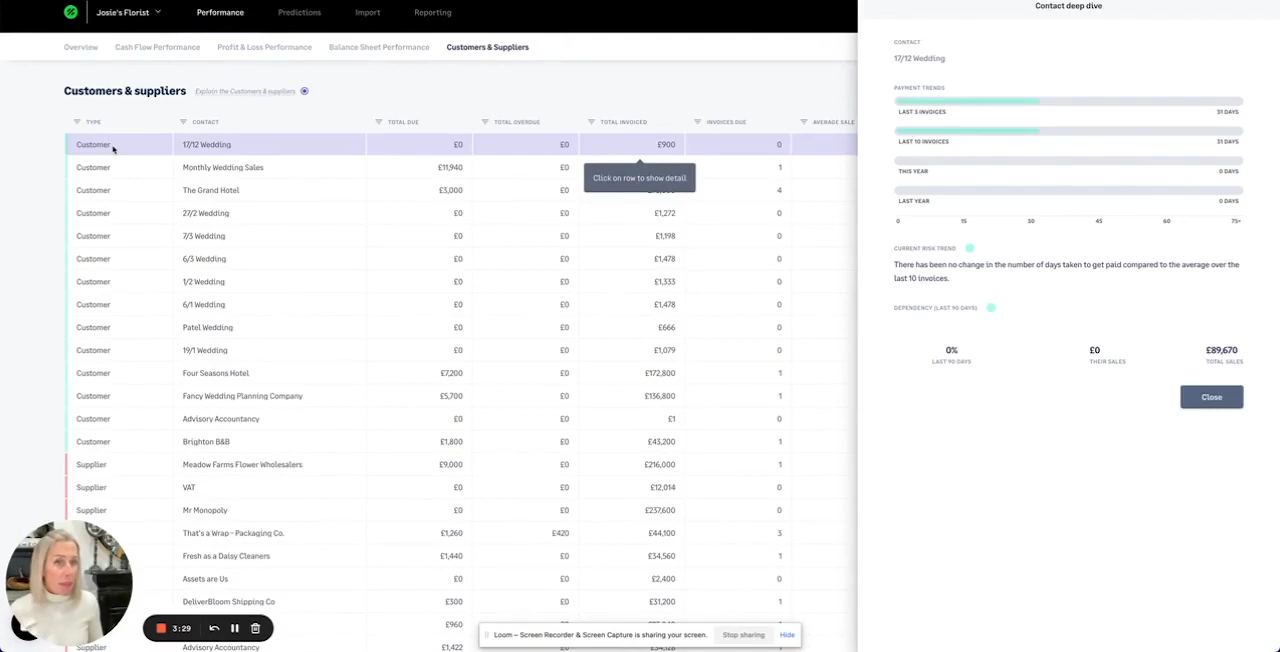 Josie's Florist Performance Predictions Import Reporting
Overview Cash Flow Performance Profit & Loss Performance Balance Sheet Performance Customers & Suppliers
Customers & suppliers Explain the Customers & suppliers
TYPE CONTACT TOTAL DUE TOTAL OVERDUE TOTAL INVOICED INVOICES DUE AVERAGE SALE
Customer 17/12 Wedding £0 £0 £900 0
Customer Monthly Wedding Sales £11,940 £0 1
Click on row to show detail
Customer The Grand Hotel £3,000 £0 4
Customer 27/2 Wedding £0 £0 £1,272 0
Customer 7/3 Wedding £0 £0 £1,198 0
Customer 6/3 Wedding £0 £0 £1,478 0
Customer 1/2 Wedding £0 £0 £1,333 0
Customer 6/1 Wedding £0 £0 £1,478 0
Customer Patel Wedding £0 £0 £666 0
Customer 19/1 Wedding £0 £0 £1,079 0
Customer Four Seasons Hotel £7,200 £0 £172,800 1
Customer Fancy Wedding Planning Company £5,700 £0 £136,800 1
Customer Advisory Accountancy £0 £0 £1 0
Customer Brighton B&B £1,800 £0 £43,200 1
Supplier Meadow Farms Flower Wholesalers £9,000 £0 £216,000 1
Supplier VAT £0 £0 £12,014 0
Supplier Mr Monopoly £0 £0 £237,600 0
That's a Wrap - Packaging Co. £1,260 £420 £44,100 3
Fresh as a Daisy Cleaners £1,440 £0 £34,560 1
Assets are Us £0 £0 £2,400 0
DeliverBloom Shipping Co £300 £0 £31,200 1
£960
Supplier Advisory Accountancy £1,422
3:29
Loom – Screen Recorder & Screen Capture is sharing your screen. Stop sharing Hide
Contact deep dive
CONTACT
17/12 Wedding
PAYMENT TRENDS
LAST 3 INVOICES 31 DAYS
LAST 10 INVOICES 31 DAYS
THIS YEAR 0 DAYS
LAST YEAR 0 DAYS
0 15 30 45 60 75+
CURRENT RISK TREND
There has been no change in the number of days taken to get paid compared to the average over the
last 10 invoices.
DEPENDENCY (LAST 90 DAYS)
0% £0 £89,670
LAST 90 DAYS THEIR SALES TOTAL SALES
Close